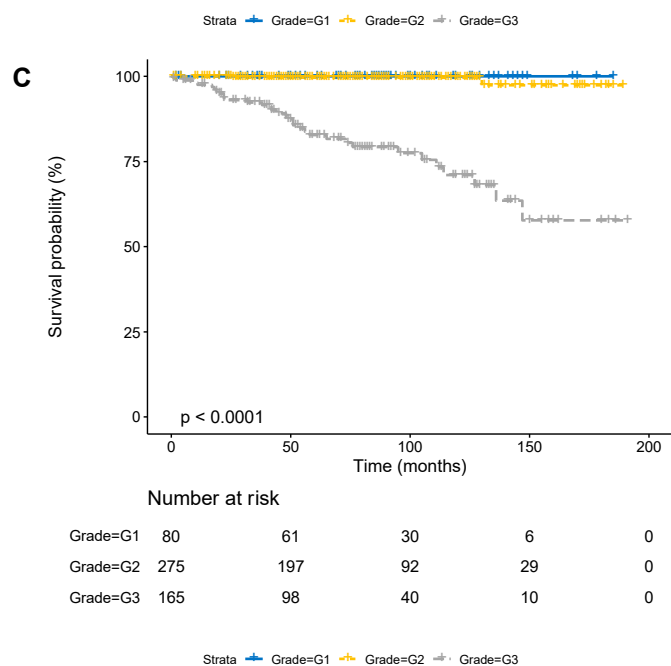 Strata Grade=G1 Grade=G2 Grade=G3
C
Survival probability (%)
100
75
50
25
0
p < 0.0001
0 50 100 150 200
Time (months)
Number at risk
Grade=G1 80 61 30 6 0
Grade=G2 275 197 92 29 0
Grade=G3 165 98 40 10 0
Strata Grade=G1 Grade=G2 Grade=G3